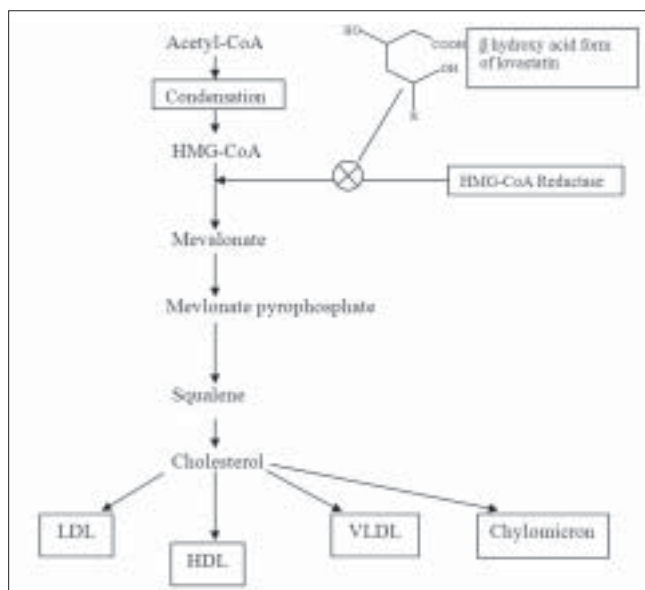 Acetyl-CoA
Condensation
HMG-CoA
Mevalonate
Mevlonate pyrophosphate
Squalene
Cholesterol
LDL
HDL
VLDL
Chylomicron
HO
COOH
OH
R
β hydroxy acid form
of lovastatin
HMG-CoA Reductase